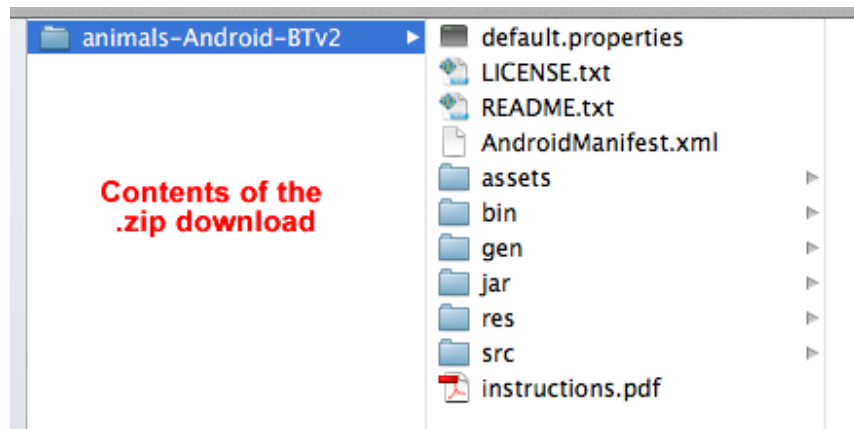 animals-Android-BTv2
Contents of the
.zip download
default.properties
LICENSE.txt
README.txt
AndroidManifest.xml
assets
bin
gen
jar
res
src
instructions.pdf